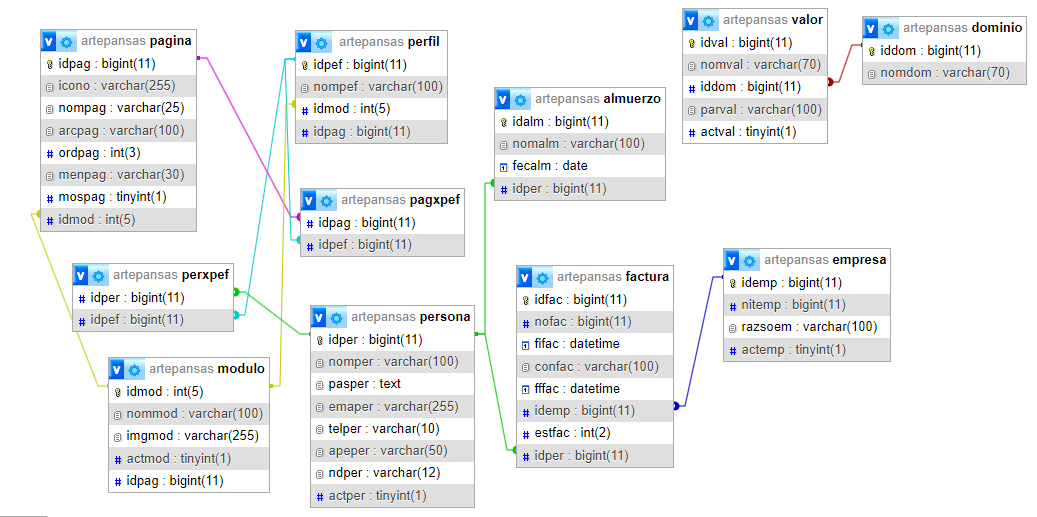 artepansas pagina
idpag : bigint(11)
icono : varchar(255)
nompag : varchar(25)
arcpag : varchar(100)
ordpag : int(3)
menpag : varchar(30)
mospag : tinyint(1)
idmod : int(5)
artepansas perfil
idpef : bigint(11)
nompef : varchar(100)
idmod : int(5)
idpag : bigint(11)
artepansas valor
idval : bigint(11)
nomval : varchar(70)
iddom : bigint(11)
parval : varchar(100)
actval : tinyint(1)
artepansas dominio
iddom : bigint(11)
nomdom : varchar(70)
artepansas almuerzo
idalm : bigint(11)
nomalm : varchar(100)
fecalm : date
idper : bigint(11)
artepansas pagxpef
idpag : bigint(11)
idpef : bigint(11)
artepansas perxpef
idper : bigint(11)
idpef : bigint(11)
artepansas persona
idper : bigint(11)
nomper : varchar(100)
pasper : text
emaper : varchar(255)
telper : varchar(10)
apeper : varchar(50)
ndper : varchar(12)
actper : tinyint(1)
artepansas factura
idfac : bigint(11)
nofac : bigint(11)
fifac : datetime
confac : varchar(100)
fffac : datetime
idemp : bigint(11)
estfac : int(2)
idper : bigint(11)
artepansas empresa
idemp : bigint(11)
nitemp : bigint(11)
razsoem : varchar(100)
actemp : tinyint(1)
artepansas modulo
idmod : int(5)
nommod : varchar(100)
imgmod : varchar(255)
actmod : tinyint(1)
idpag : bigint(11)